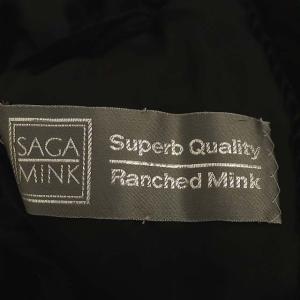 SAGA
MINK
Superb Quality
Ranched Mink